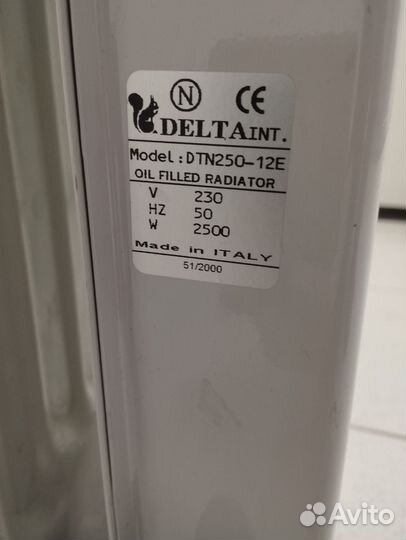 N CE
DELTAINT.
Model:DTN250-12E
OIL FILLED RADIATOR
V 230
HZ 50
W 2500
Made in ITALY
51/2000
Avito